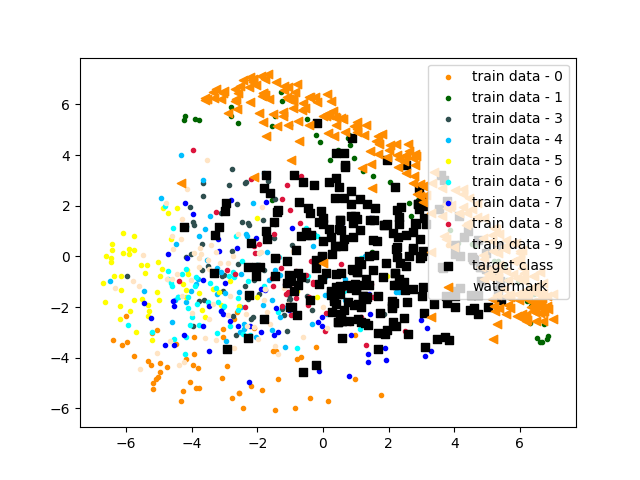 train data - 0
train data - 1
train data - 3
train data - 4
train data - 5
train data - 6
train data - 7
train data - 8
train data - 9
target class
watermark
6
4
2
0
−2
−4
−6
−6 −4 −2 0 2 4 6